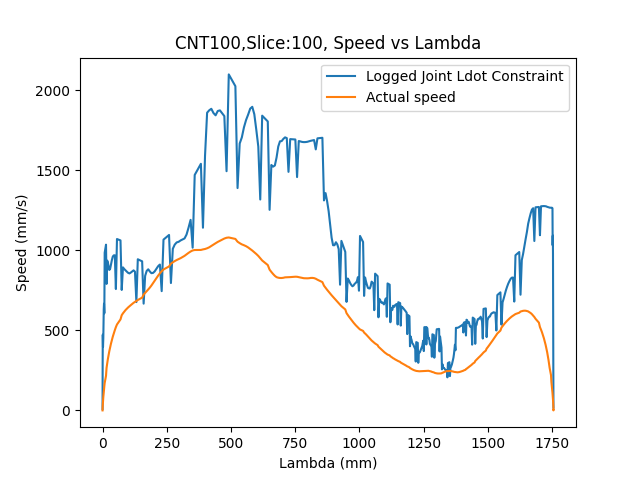 CNT100,Slice:100, Speed vs Lambda
Logged Joint Ldot Constraint
Actual speed
Speed (mm/s)
2000
1500
1000
500
0
0 250 500 750 1000 1250 1500 1750
Lambda (mm)